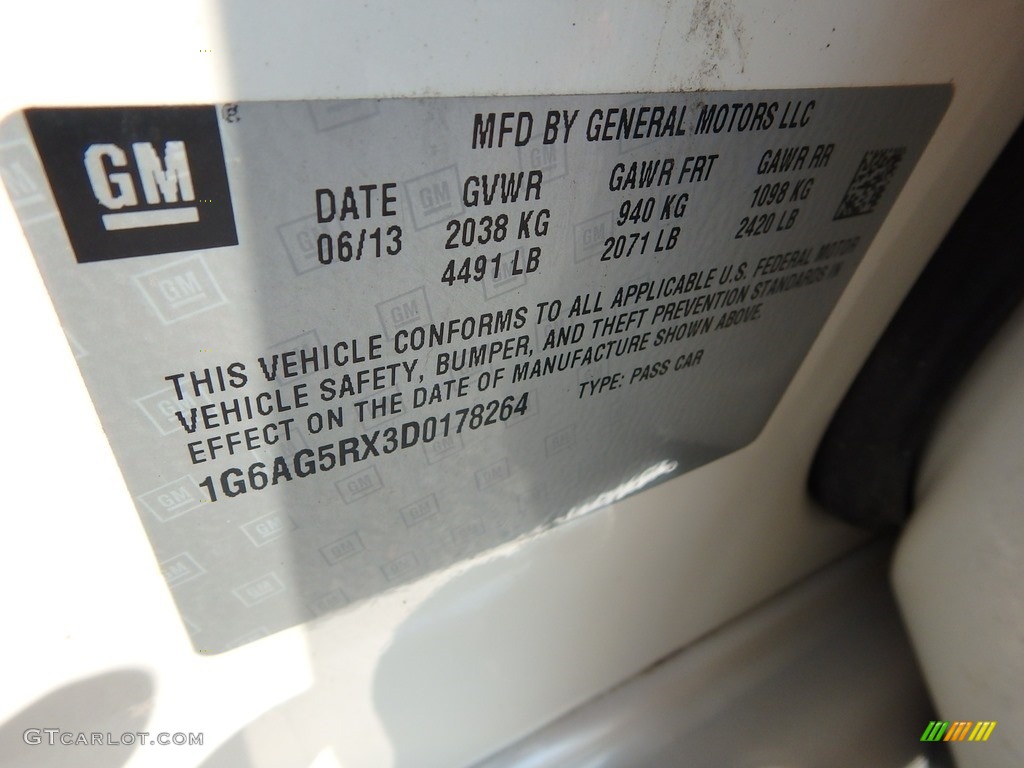 GM
MFD BY GENERAL MOTORS LLC
DATE GVWR GAWR FRT GAWR RR
06/13 2038 KG 940 KG 1098 KG
4491 LB 2071 LB 2420 LB
THIS VEHICLE CONFORMS TO ALL APPLICABLE U.S. FEDERAL MOTOR
VEHICLE SAFETY, BUMPER, AND THEFT PREVENTION STANDARDS IN
EFFECT ON THE DATE OF MANUFACTURE SHOWN ABOVE.
1G6AG5RX3D0178264 TYPE: PASS CAR
GTCARLOT.COM